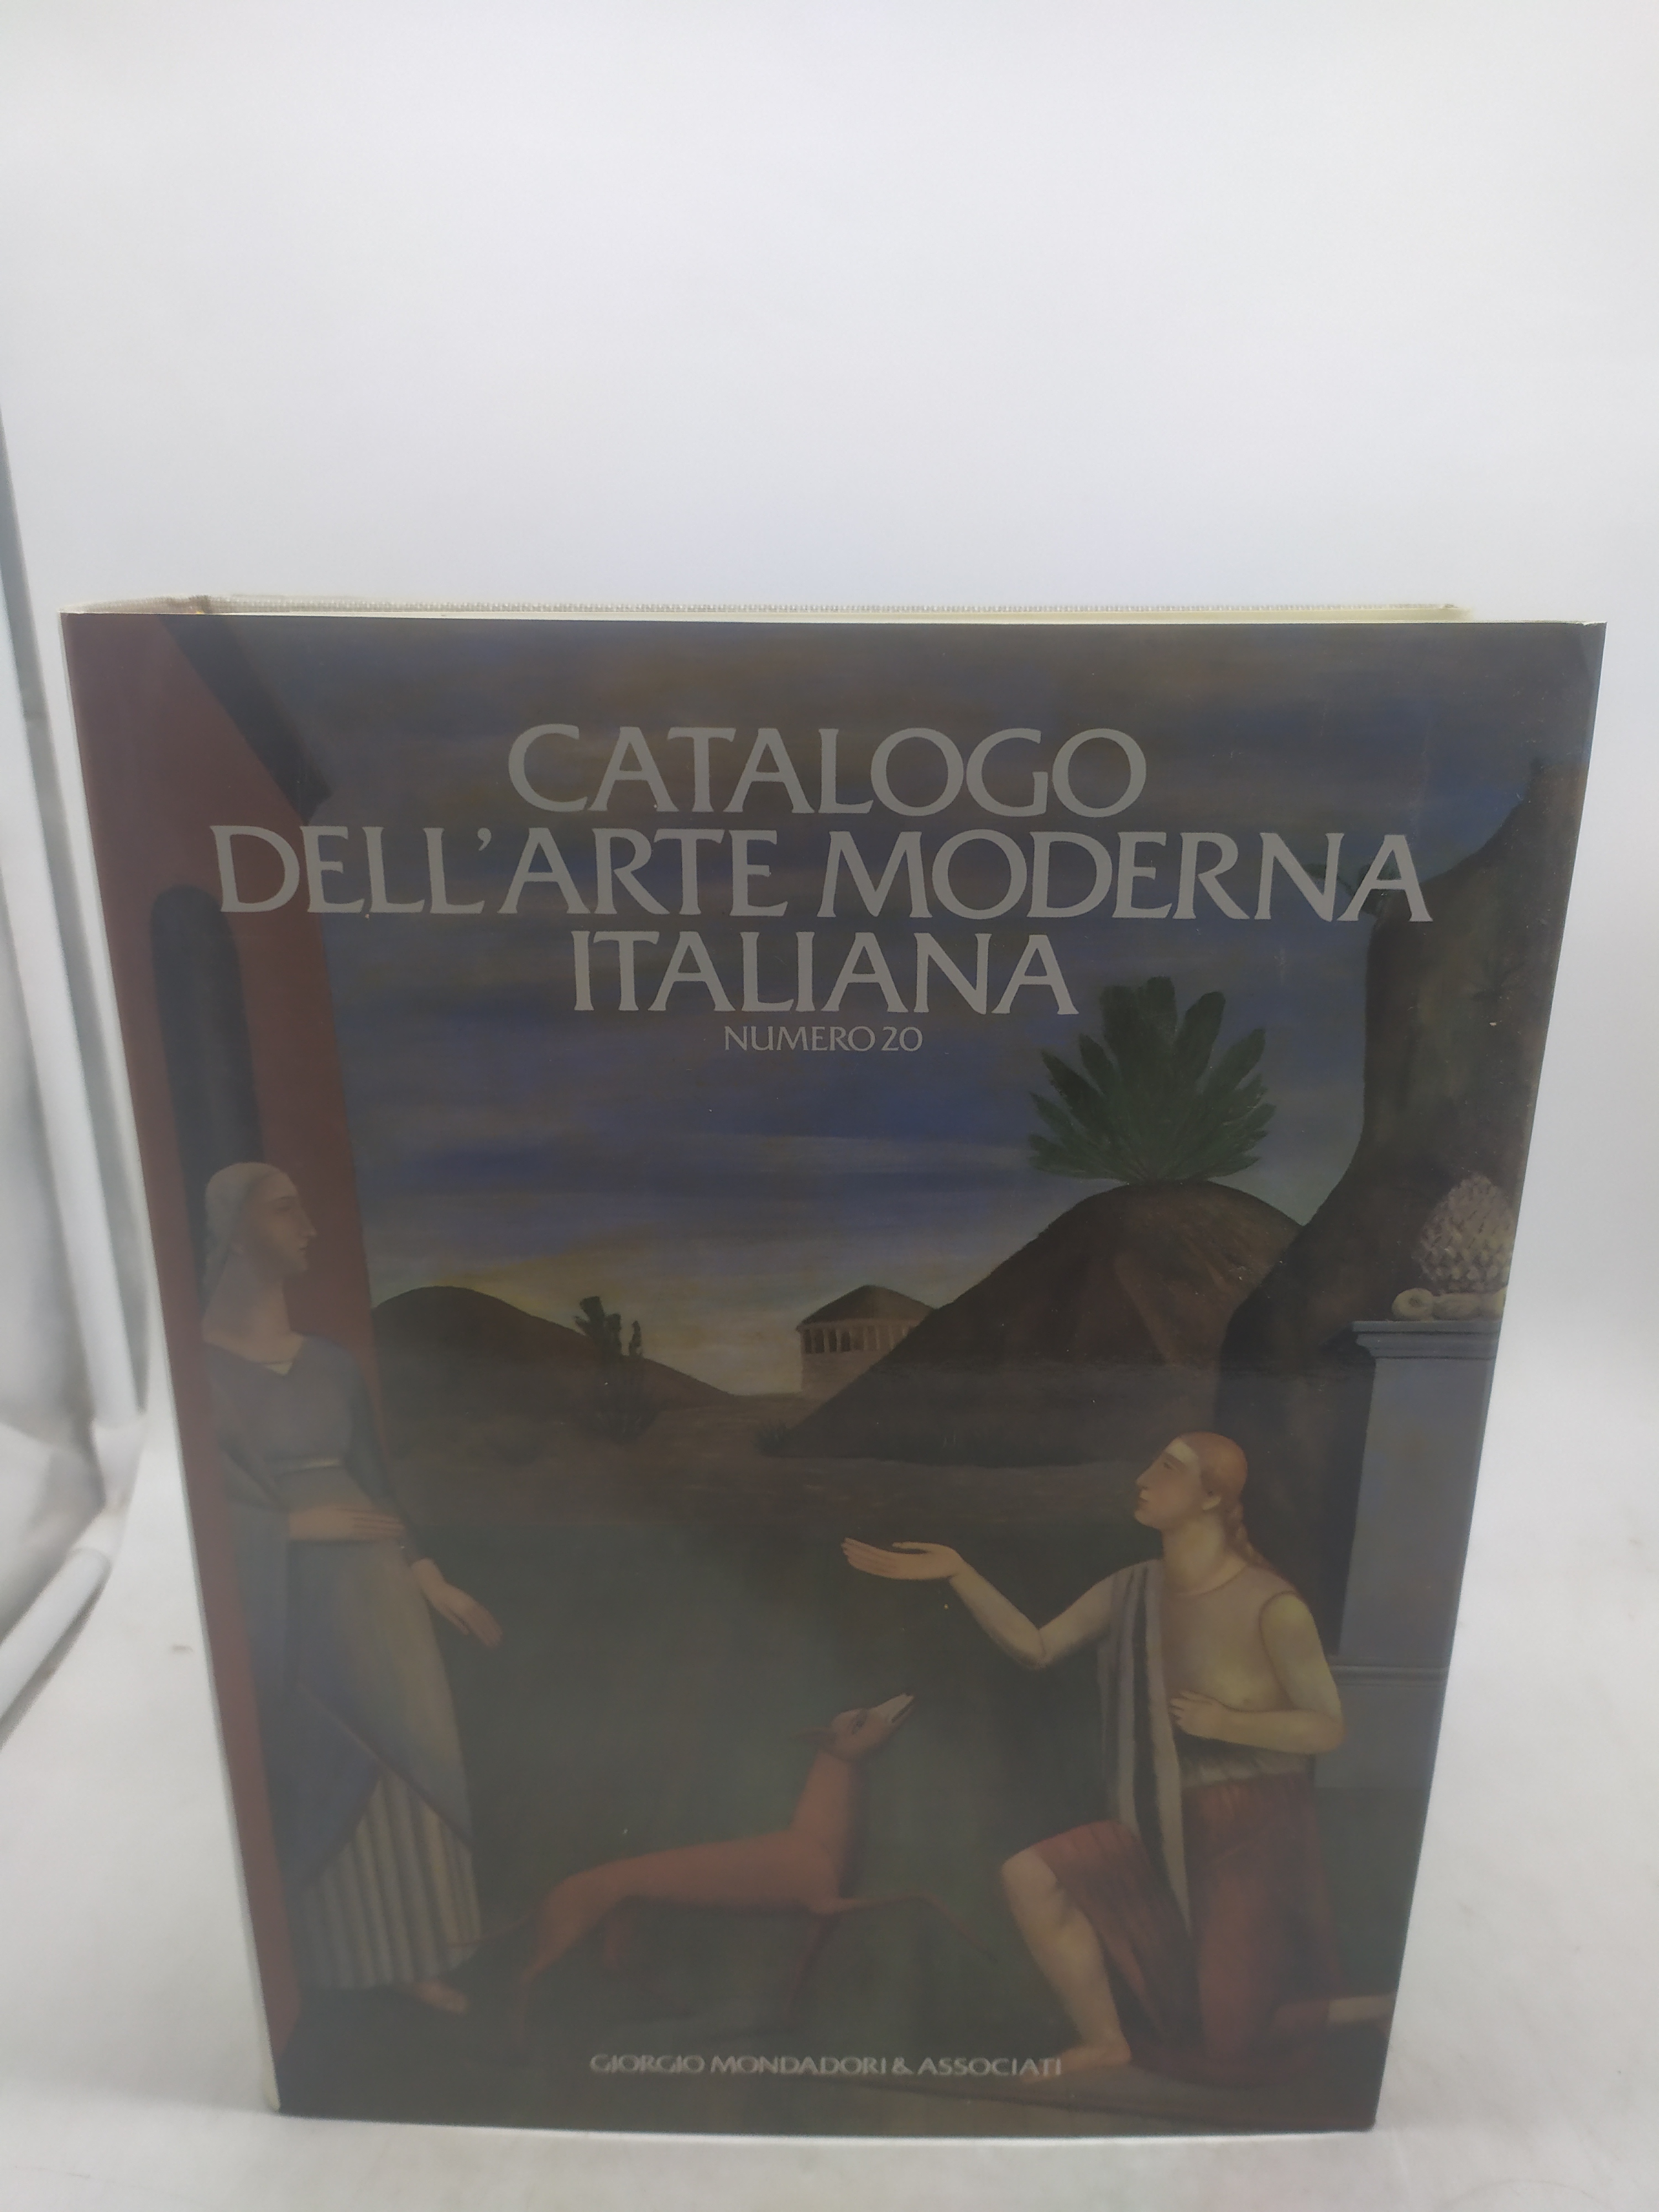 CATALOGO
DELL'ARTE MODERNA
ITALIANA
NUMERO 20
GIORGIO MONDADORI & ASSOCIATI